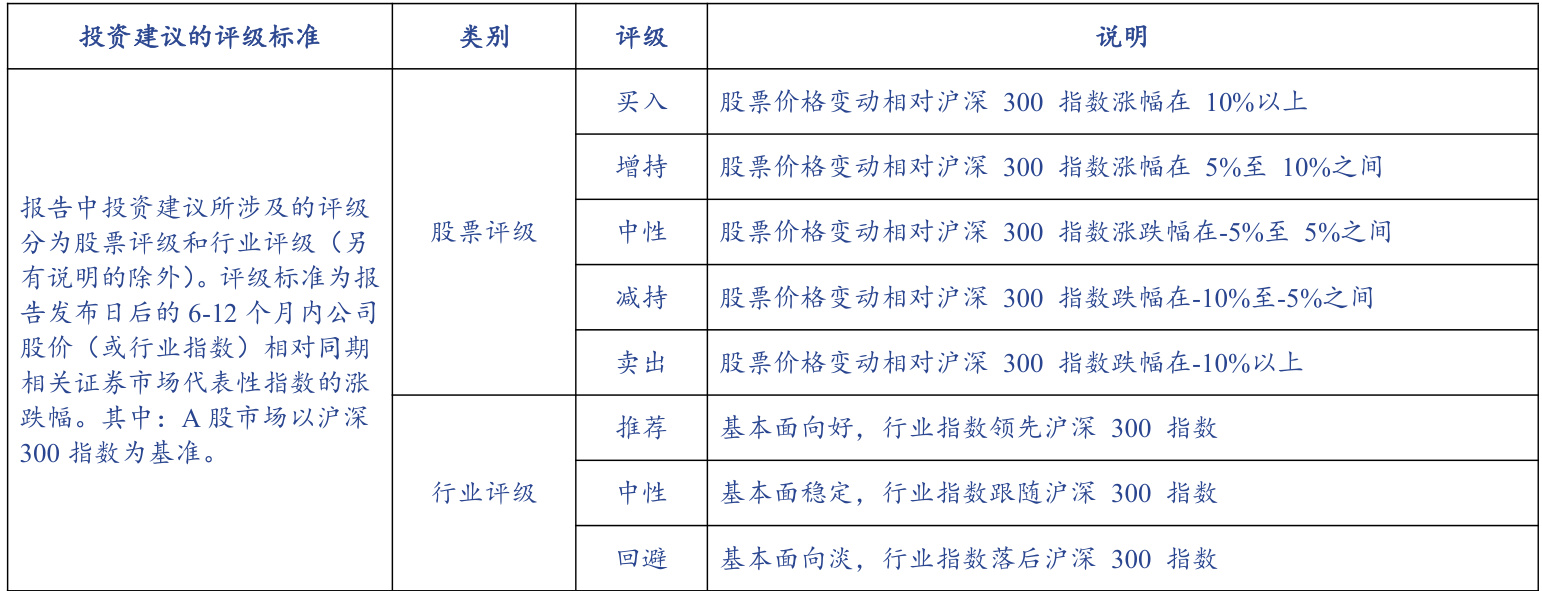 投资建议的评级标准 类别 评级 说明
报告中投资建议所涉及的评级
分为股票评级和行业评级（另
有说明的除外）。评级标准为报
告发布日后的 6-12 个月内公司
股价（或行业指数）相对同期
相关证券市场代表性指数的涨
跌幅。其中：A 股市场以沪深
300 指数为基准。
股票评级
买入 股票价格变动相对沪深 300 指数涨幅在 10%以上
增持 股票价格变动相对沪深 300 指数涨幅在 5%至 10%之间
中性 股票价格变动相对沪深 300 指数涨跌幅在-5%至 5%之间
减持 股票价格变动相对沪深 300 指数跌幅在-10%至-5%之间
卖出 股票价格变动相对沪深 300 指数跌幅在-10%以上
行业评级
推荐 基本面向好，行业指数领先沪深 300 指数
中性 基本面稳定，行业指数跟随沪深 300 指数
回避 基本面向淡，行业指数落后沪深 300 指数